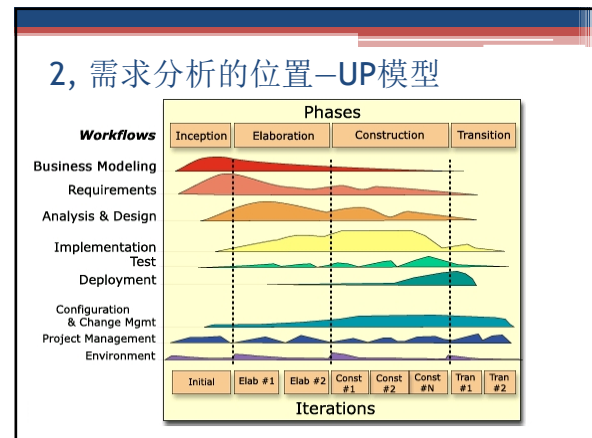 2, 需求分析的位置—UP模型
Phases
Workflows Inception Elaboration Construction Transition
Business Modeling
Requirements
Analysis & Design
Implementation
Test
Deployment
Configuration
& Change Mgmt
Project Management
Environment
Initial Elab #1 Elab #2 Const #1 Const #2 Const #N Tran #1 Tran #2
Iterations